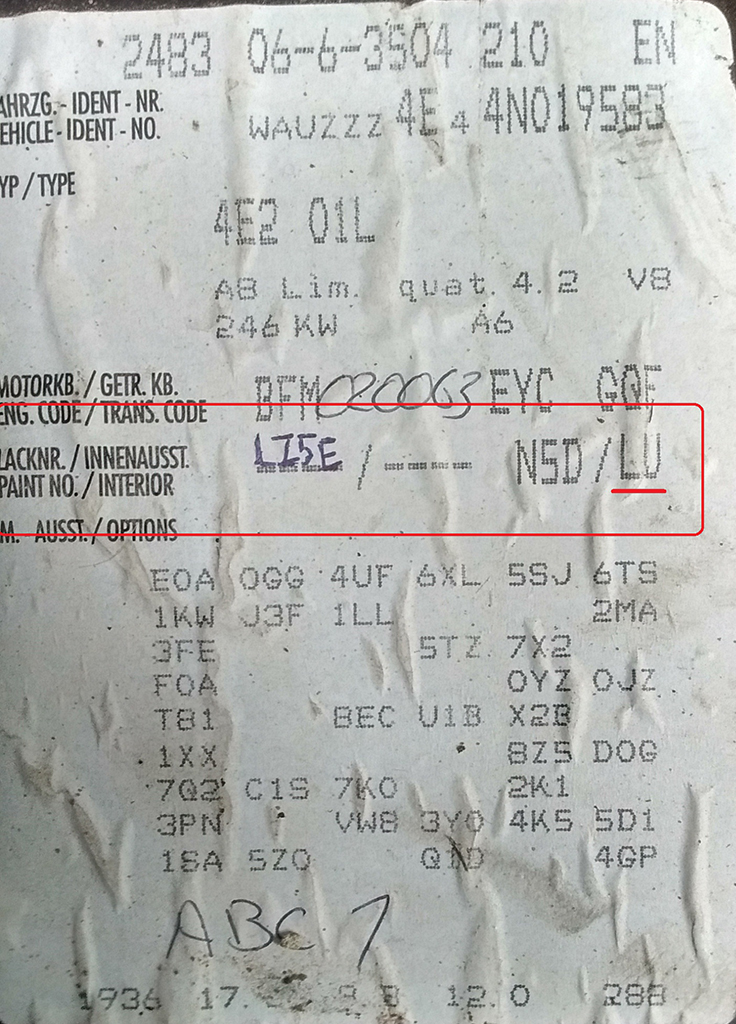 2483 06-6-3504 210 EN
AHRZG.-IDENT-NR.
EHICLE-IDENT-NO. WAUZZZ 4E 4 4N019583
YP/TYPE
4E2 01L
A8 Lim. quat. 4.2 V8
246 KW A6
MOTORKB./GETR. KB. BFM 020063 EYC GQF
ENG. CODE/TRANS. CODE
LACKNR./INNENAUSST. LZ5E /---- N5D/LU
PAINT NO./INTERIOR
M. AUSST./OPTIONS
E0A 0GG 4UF 6XL 5SJ 6TS
1KW J3F 1LL 2MA
3FE 5TZ 7X2
F0A 0YZ 0JZ
T81 8EC U1B X2B
1XX 8Z5 D0G
7Q2 C1S 7K0 2K1
3PN VW8 3Y0 4K5 5D1
1SA 5Z0 Q1D 4GP
ABC 1
1936 17. 12.0 288